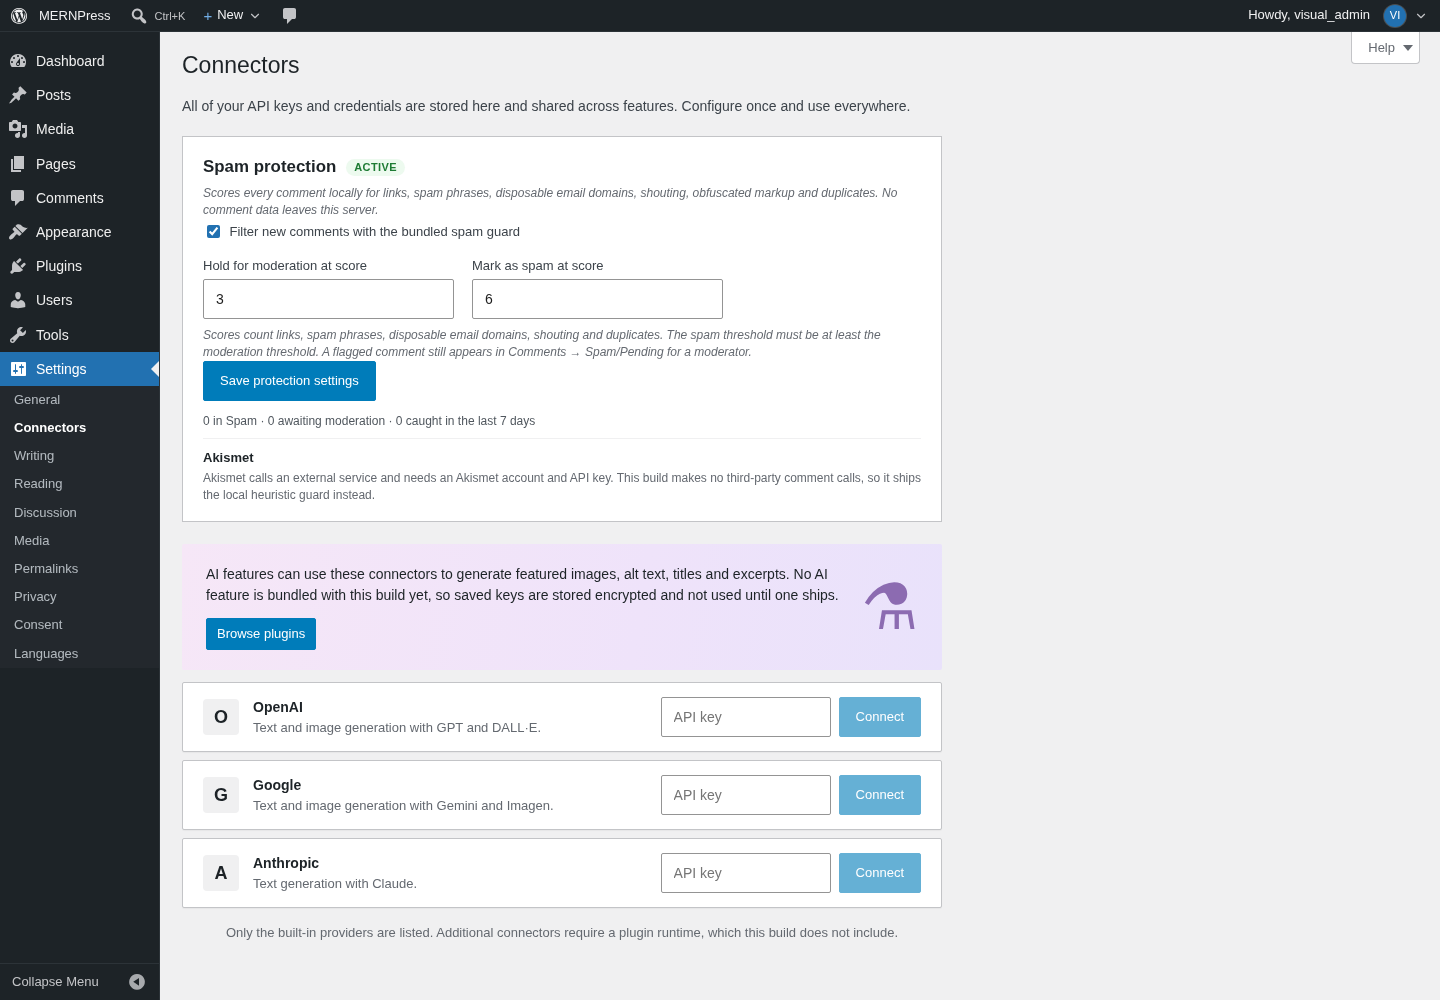 MERNPress
Ctrl+K
+ New
Howdy, visual_admin
VI
Help
Dashboard
Posts
Media
Pages
Comments
Appearance
Plugins
Users
Tools
Settings
General
Connectors
Writing
Reading
Discussion
Media
Permalinks
Privacy
Consent
Languages
Collapse Menu
Connectors
All of your API keys and credentials are stored here and shared across features. Configure once and use everywhere.
Spam protection ACTIVE
Scores every comment locally for links, spam phrases, disposable email domains, shouting, obfuscated markup and duplicates. No
comment data leaves this server.
Filter new comments with the bundled spam guard
Hold for moderation at score
Mark as spam at score
3
6
Scores count links, spam phrases, disposable email domains, shouting and duplicates. The spam threshold must be at least the
moderation threshold. A flagged comment still appears in Comments → Spam/Pending for a moderator.
Save protection settings
0 in Spam · 0 awaiting moderation · 0 caught in the last 7 days
Akismet
Akismet calls an external service and needs an Akismet account and API key. This build makes no third-party comment calls, so it ships
the local heuristic guard instead.
AI features can use these connectors to generate featured images, alt text, titles and excerpts. No AI
feature is bundled with this build yet, so saved keys are stored encrypted and not used until one ships.
Browse plugins
O
OpenAI
Text and image generation with GPT and DALL·E.
API key
Connect
G
Google
Text and image generation with Gemini and Imagen.
API key
Connect
A
Anthropic
Text generation with Claude.
API key
Connect
Only the built-in providers are listed. Additional connectors require a plugin runtime, which this build does not include.